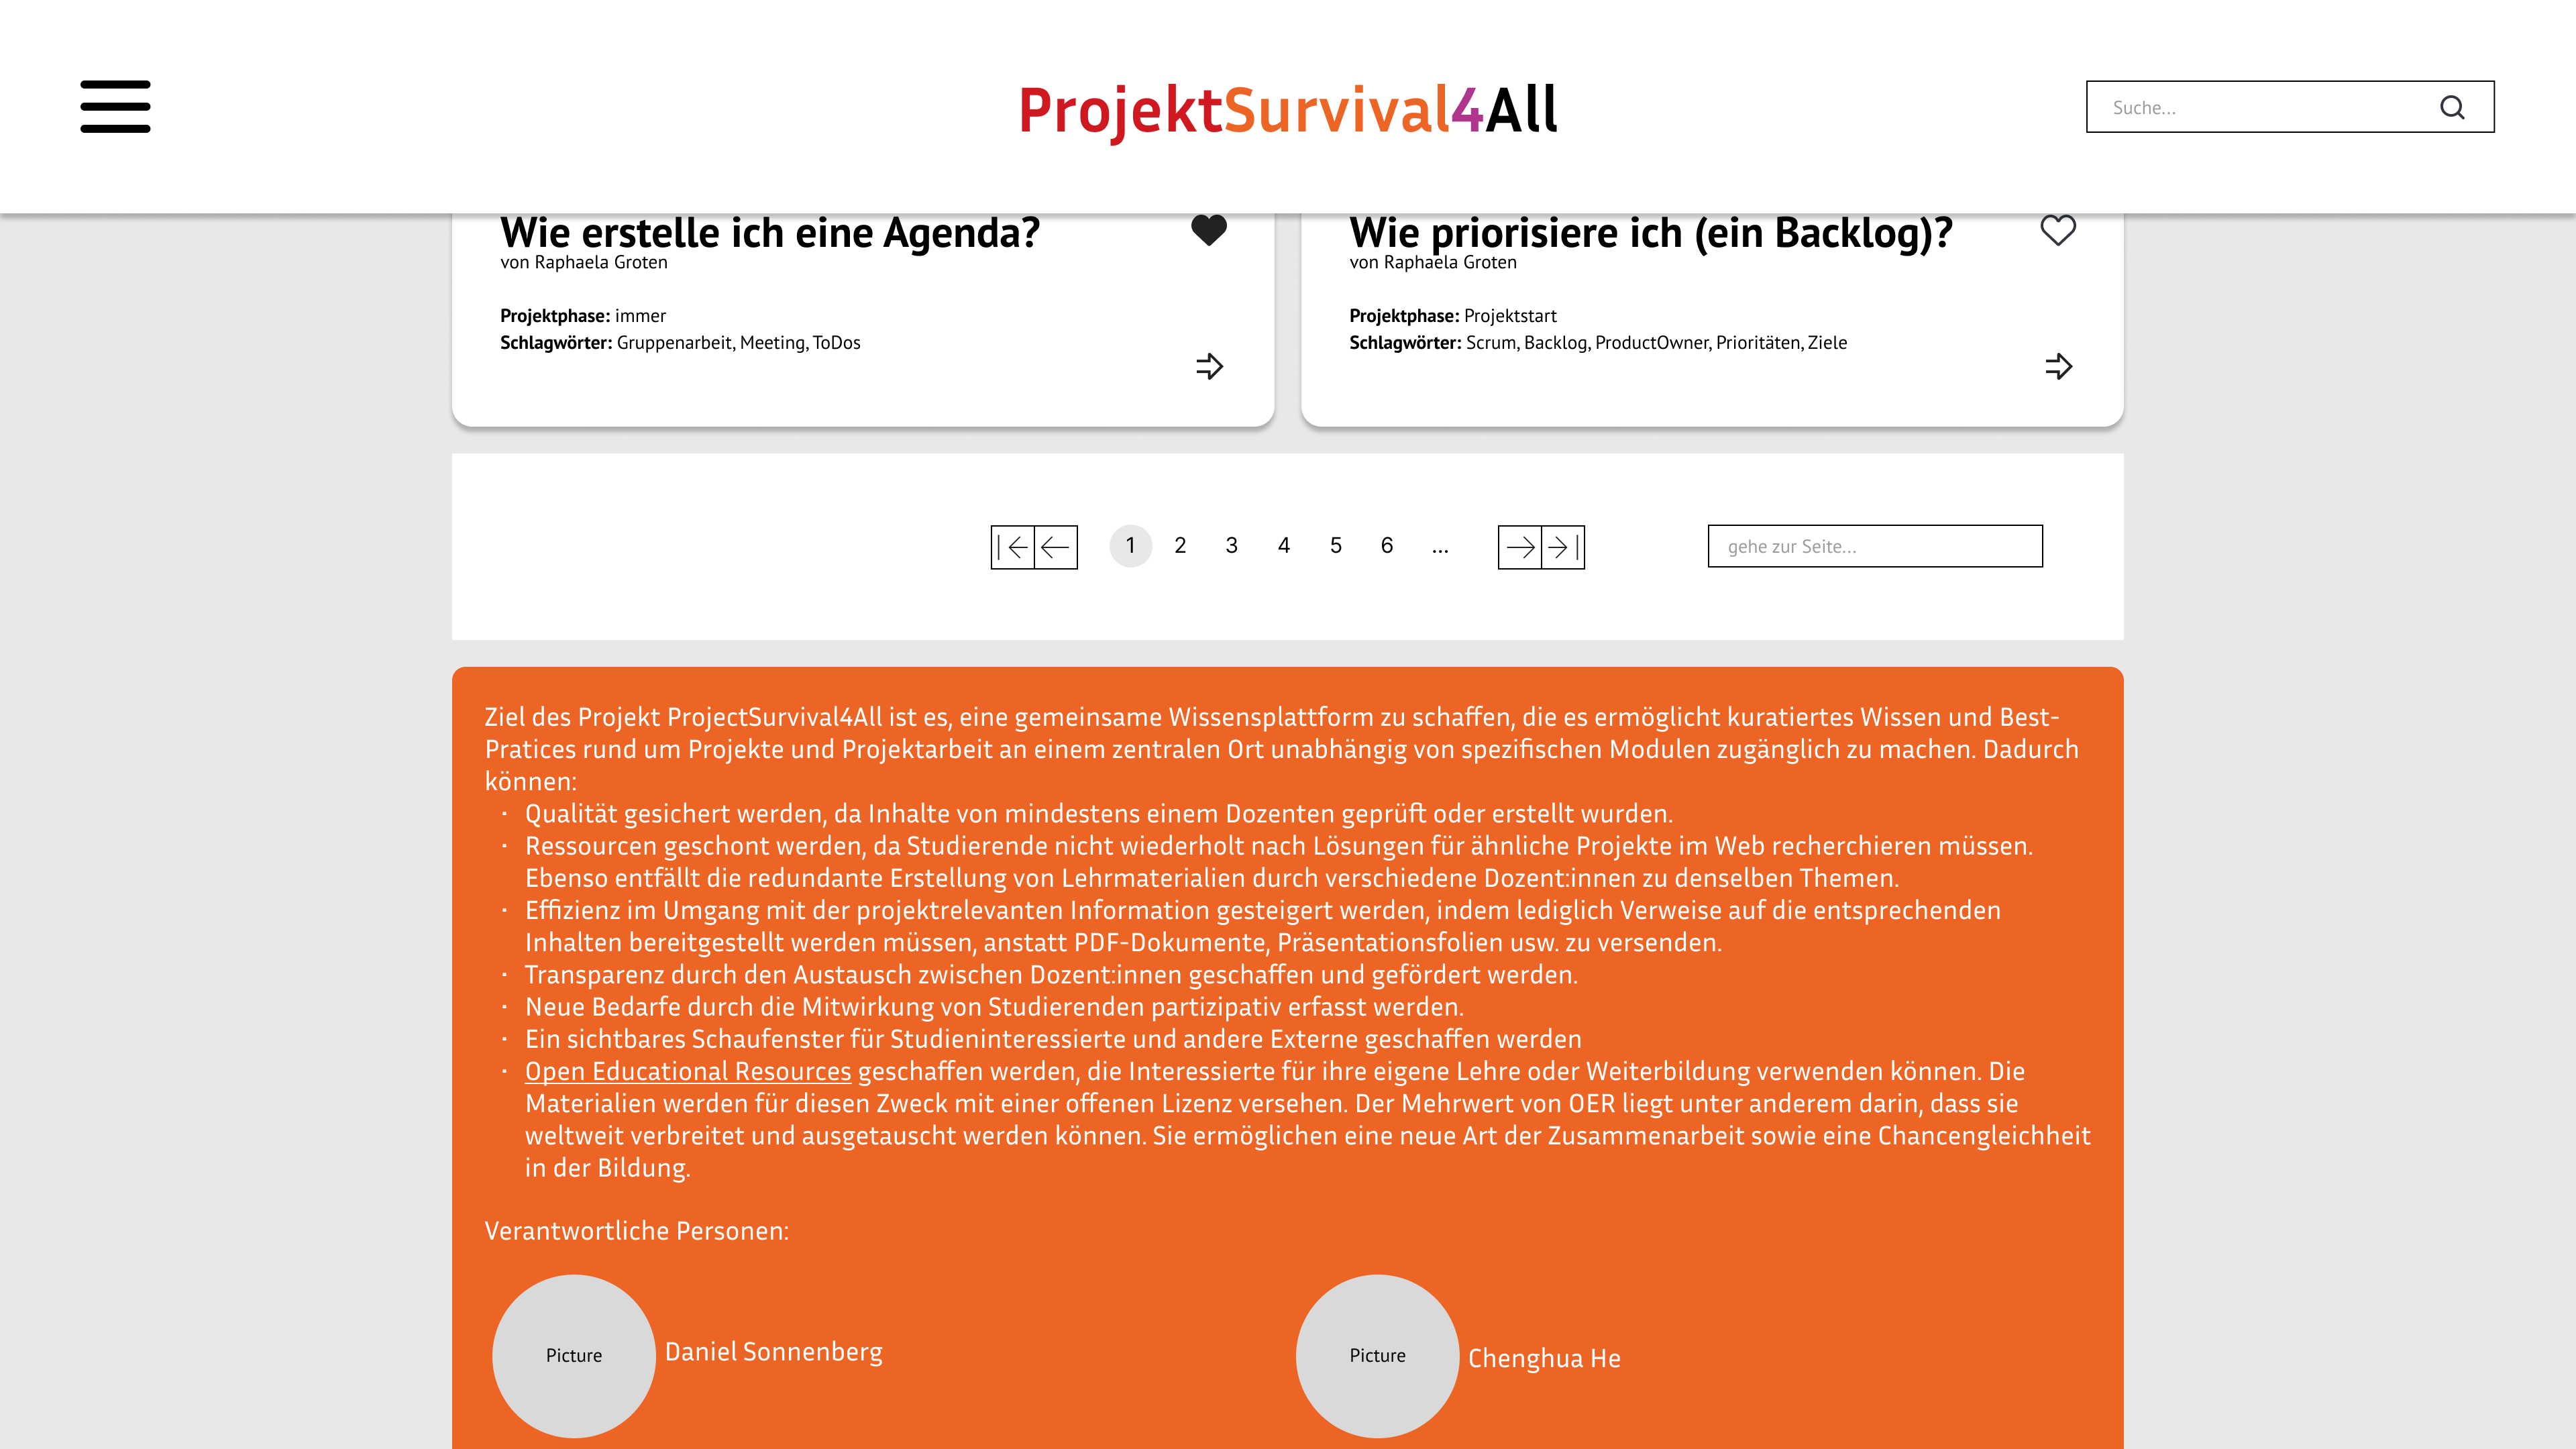 ProjektSurvival4All
Suche...
Wie erstelle ich eine Agenda?
von Raphaela Groten
Projektphase: immer
Schlagwörter: Gruppenarbeit, Meeting, ToDos
Wie priorisiere ich (ein Backlog)?
von Raphaela Groten
Projektphase: Projektstart
Schlagwörter: Scrum, Backlog, ProductOwner, Prioritäten, Ziele
1 2 3 4 5 6 ...
gehe zur Seite...
Ziel des Projekt ProjectSurvival4All ist es, eine gemeinsame Wissensplattform zu schaffen, die es ermöglicht kuratiertes Wissen und Best-
Pratices rund um Projekte und Projektarbeit an einem zentralen Ort unabhängig von spezifischen Modulen zugänglich zu machen. Dadurch
können:
· Qualität gesichert werden, da Inhalte von mindestens einem Dozenten geprüft oder erstellt wurden.
· Ressourcen geschont werden, da Studierende nicht wiederholt nach Lösungen für ähnliche Projekte im Web recherchieren müssen.
Ebenso entfällt die redundante Erstellung von Lehrmaterialien durch verschiedene Dozent:innen zu denselben Themen.
· Effizienz im Umgang mit der projektrelevanten Information gesteigert werden, indem lediglich Verweise auf die entsprechenden
Inhalten bereitgestellt werden müssen, anstatt PDF-Dokumente, Präsentationsfolien usw. zu versenden.
· Transparenz durch den Austausch zwischen Dozent:innen geschaffen und gefördert werden.
· Neue Bedarfe durch die Mitwirkung von Studierenden partizipativ erfasst werden.
· Ein sichtbares Schaufenster für Studieninteressierte und andere Externe geschaffen werden
· Open Educational Resources geschaffen werden, die Interessierte für ihre eigene Lehre oder Weiterbildung verwenden können. Die
Materialien werden für diesen Zweck mit einer offenen Lizenz versehen. Der Mehrwert von OER liegt unter anderem darin, dass sie
weltweit verbreitet und ausgetauscht werden können. Sie ermöglichen eine neue Art der Zusammenarbeit sowie eine Chancengleichheit
in der Bildung.
Verantwortliche Personen:
Picture
Daniel Sonnenberg
Picture
Chenghua He